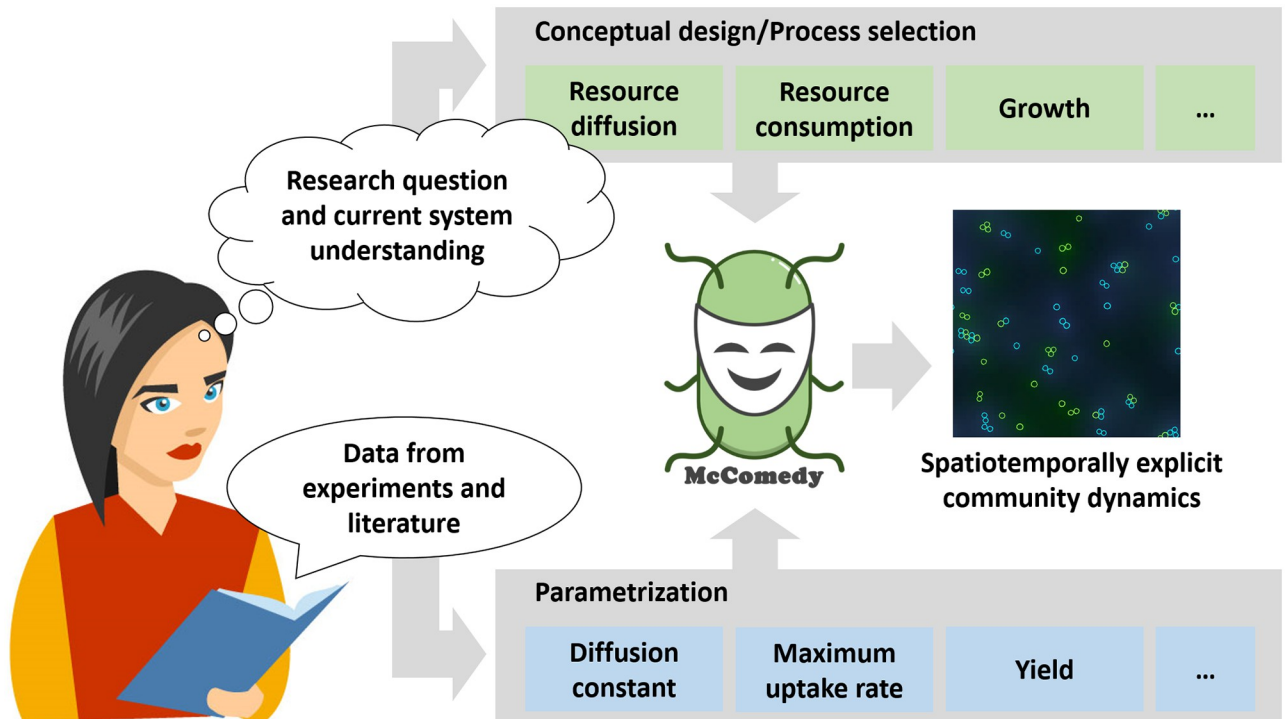 Conceptual design/Process selection
Resource
diffusion
Resource
consumption
Growth
...
Research question
and current system
understanding
McComedy
Spatiotemporally explicit
community dynamics
Data from
experiments and
literature
Parametrization
Diffusion
constant
Maximum
uptake rate
Yield
...